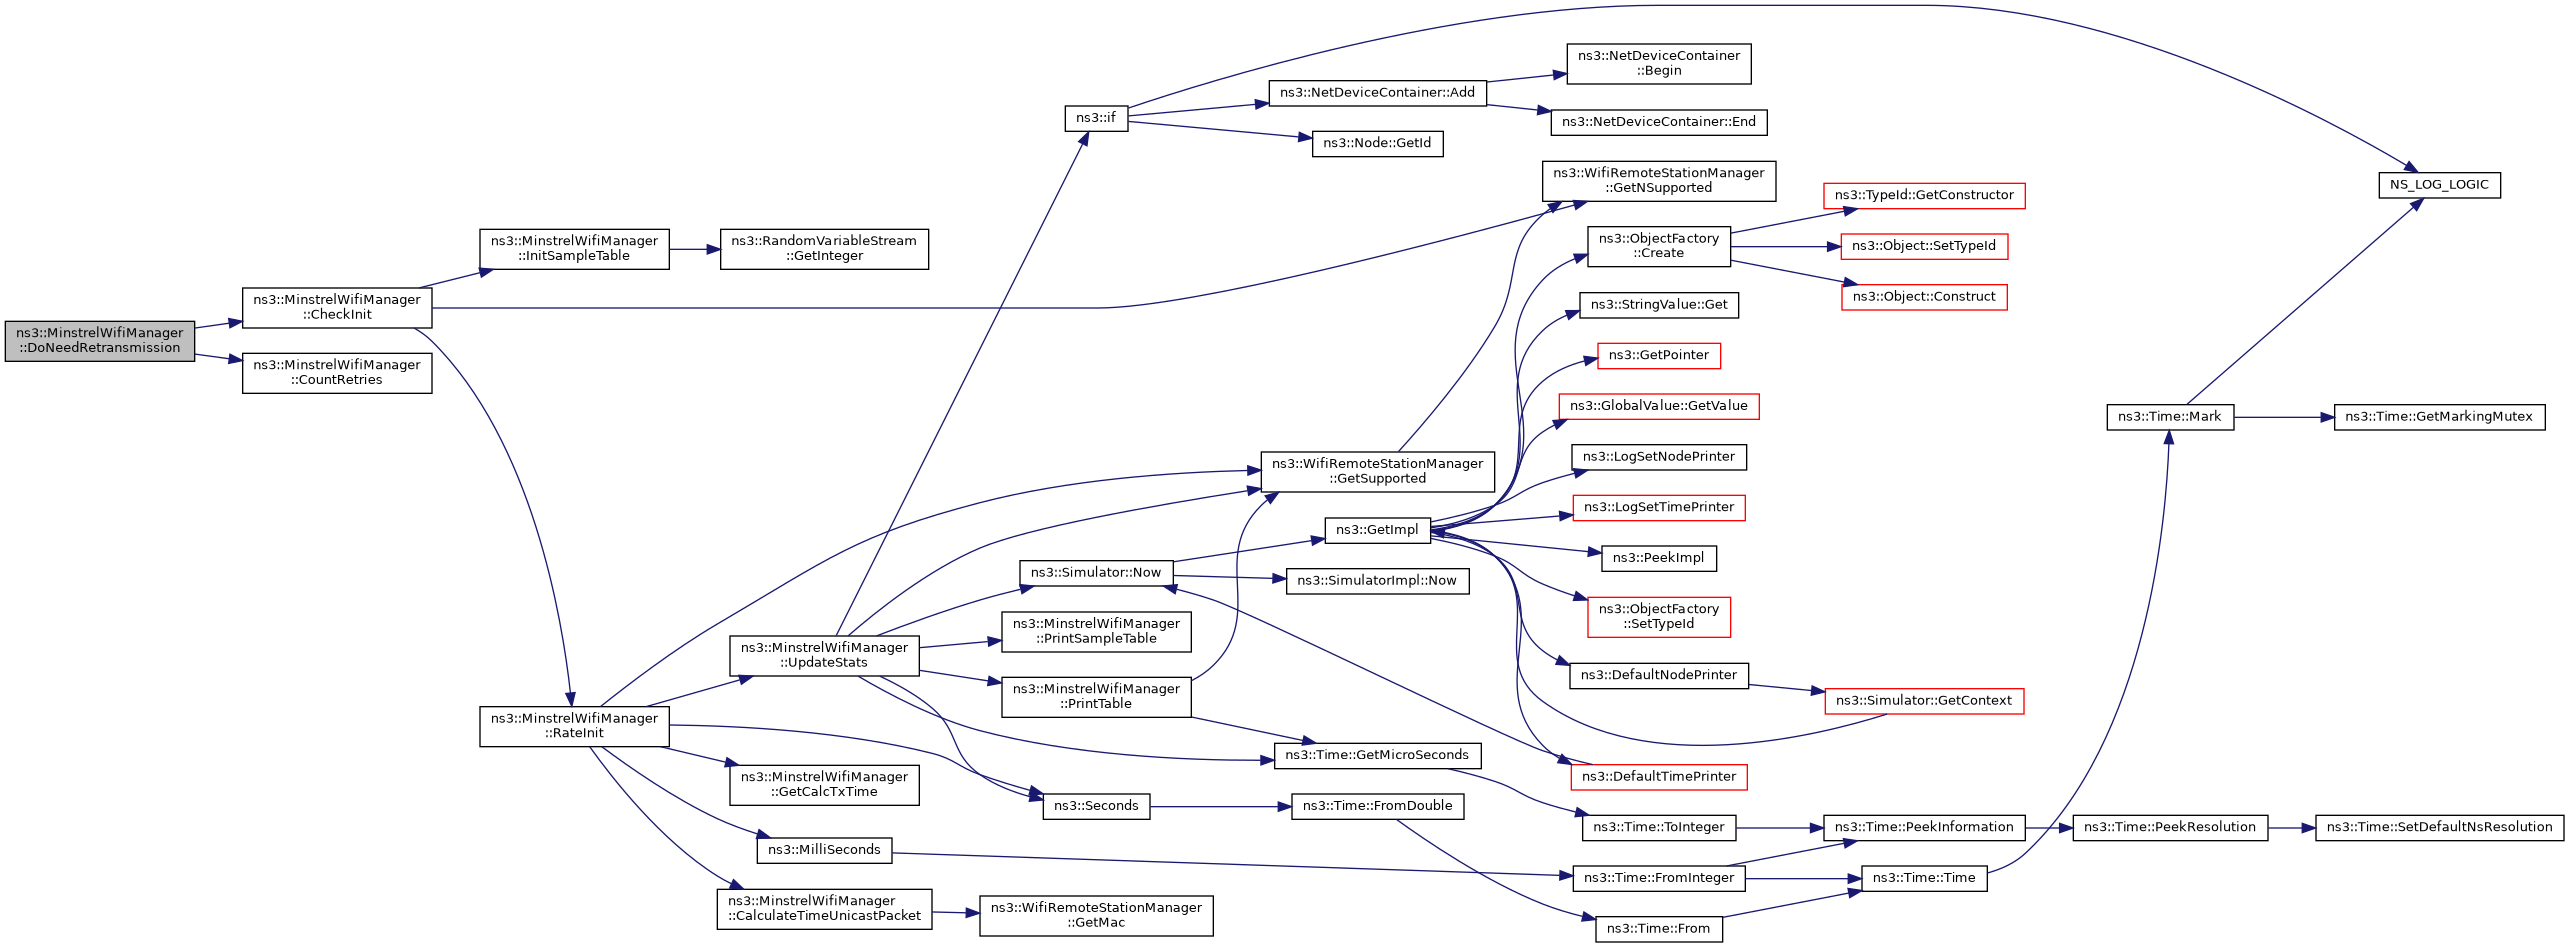 ns3::MinstrelWifiManager
::DoNeedRetransmission
ns3::MinstrelWifiManager
::CheckInit
ns3::MinstrelWifiManager
::CountRetries
ns3::MinstrelWifiManager
::InitSampleTable
ns3::RandomVariableStream
::GetInteger
ns3::MinstrelWifiManager
::RateInit
ns3::MinstrelWifiManager
::UpdateStats
ns3::MinstrelWifiManager
::GetCalcTxTime
ns3::MilliSeconds
ns3::MinstrelWifiManager
::CalculateTimeUnicastPacket
ns3::WifiRemoteStationManager
::GetMac
ns3::if
ns3::Simulator::Now
ns3::MinstrelWifiManager
::PrintSampleTable
ns3::MinstrelWifiManager
::PrintTable
ns3::Seconds
ns3::NetDeviceContainer::Add
ns3::Node::GetId
ns3::WifiRemoteStationManager
::GetSupported
ns3::GetImpl
ns3::SimulatorImpl::Now
ns3::Time::GetMicroSeconds
ns3::Time::FromDouble
ns3::NetDeviceContainer
::Begin
ns3::NetDeviceContainer::End
ns3::WifiRemoteStationManager
::GetNSupported
ns3::ObjectFactory
::Create
ns3::StringValue::Get
ns3::GetPointer
ns3::GlobalValue::GetValue
ns3::LogSetNodePrinter
ns3::LogSetTimePrinter
ns3::PeekImpl
ns3::ObjectFactory
::SetTypeId
ns3::DefaultNodePrinter
ns3::DefaultTimePrinter
ns3::Time::ToInteger
ns3::Time::FromInteger
ns3::Time::From
ns3::TypeId::GetConstructor
ns3::Object::SetTypeId
ns3::Object::Construct
ns3::Simulator::GetContext
ns3::Time::PeekInformation
ns3::Time::Time
ns3::Time::Mark
ns3::Time::PeekResolution
NS_LOG_LOGIC
ns3::Time::GetMarkingMutex
ns3::Time::SetDefaultNsResolution